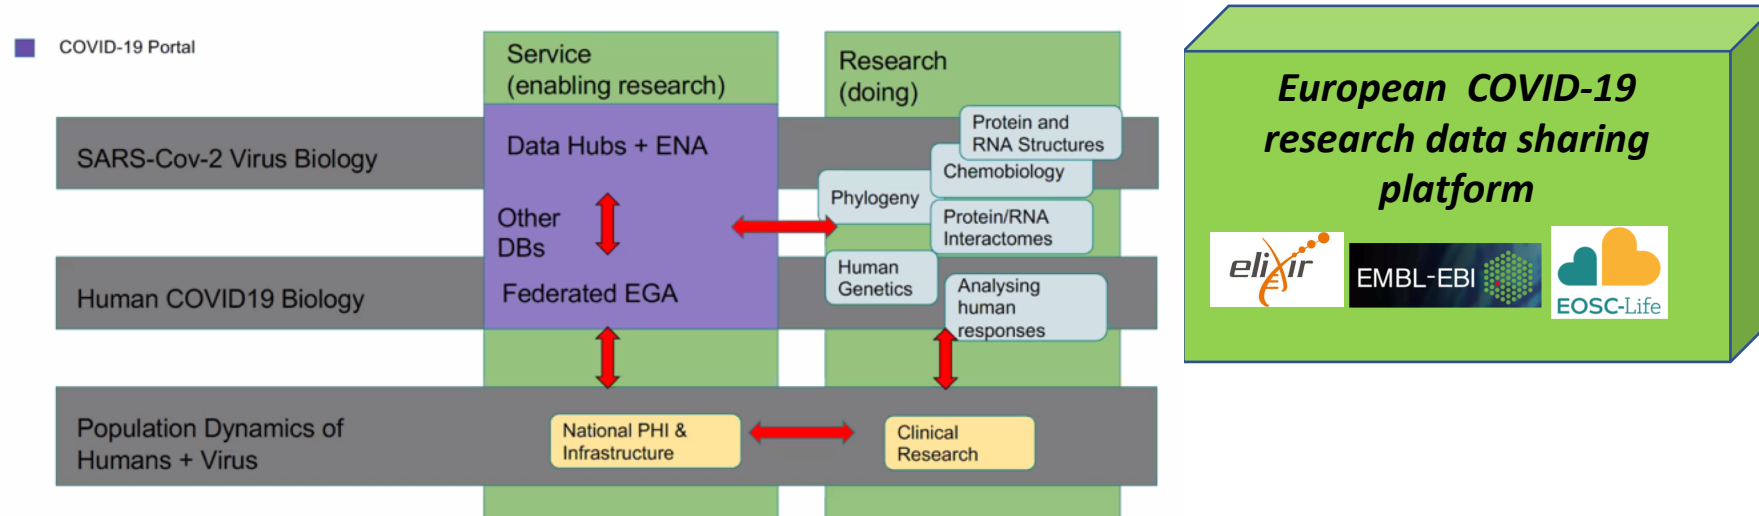 COVID-19 Portal
Service
(enabling research)
Research
(doing)
SARS-Cov-2 Virus Biology
Data Hubs + ENA
Protein and
RNA Structures
Chemobiology
Phylogeny
Other
DBs
Protein/RNA
Interactomes
Human COVID19 Biology
Federated EGA
Human
Genetics
Analysing
human
responses
Population Dynamics of
Humans + Virus
National PHI &
Infrastructure
Clinical
Research
European COVID-19
research data sharing
platform
elixir
EMBL-EBI
EOSC-Life